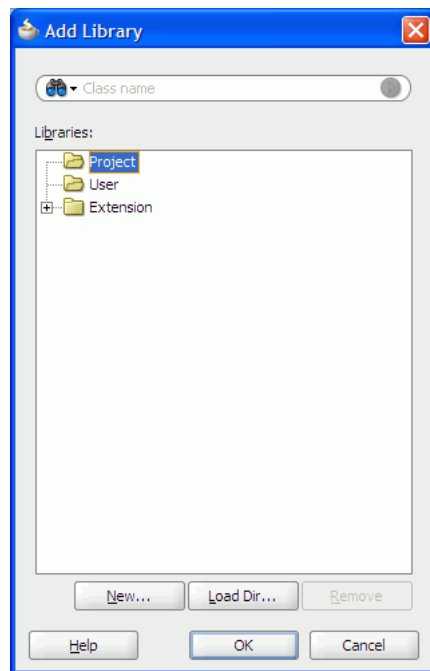 Add Library
Class name
Libraries:
Project
User
Extension
New... Load Dir... Remove
Help OK Cancel